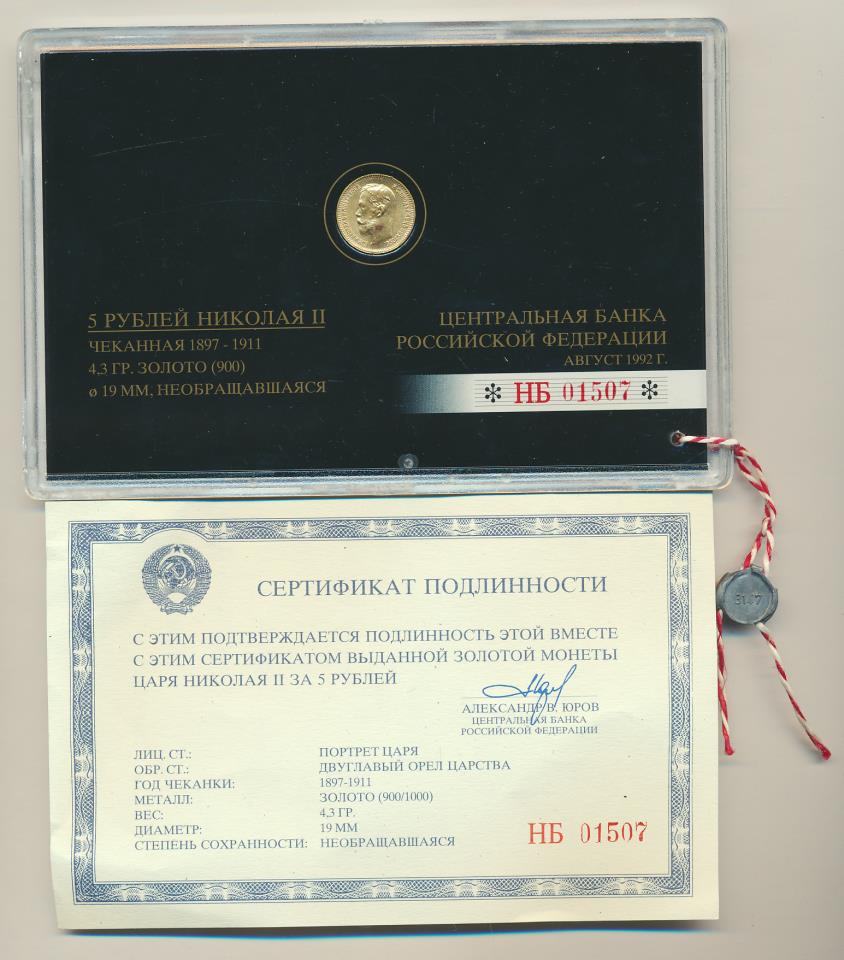 5 РУБЛЕЙ НИКОЛАЯ II
ЧЕКАННАЯ 1897 - 1911
4,3 ГР. ЗОЛОТО (900)
ø 19 ММ, НЕОБРАЩАВШАЯСЯ
ЦЕНТРАЛЬНАЯ БАНКА
РОССИЙСКОЙ ФЕДЕРАЦИИ
АВГУСТ 1992 Г.
* НБ 01507 *
СЕРТИФИКАТ ПОДЛИННОСТИ
С ЭТИМ ПОДТВЕРЖДАЕТСЯ ПОДЛИННОСТЬ ЭТОЙ ВМЕСТЕ
С ЭТИМ СЕРТИФИКАТОМ ВЫДАННОЙ ЗОЛОТОЙ МОНЕТЫ
ЦАРЯ НИКОЛАЯ II ЗА 5 РУБЛЕЙ
АЛЕКСАНДР В. ЮРОВ
ЦЕНТРАЛЬНАЯ БАНКА
РОССИЙСКОЙ ФЕДЕРАЦИИ
ЛИЦ. СТ.: ПОРТРЕТ ЦАРЯ
ОБР. СТ.: ДВУГЛАВЫЙ ОРЕЛ ЦАРСТВА
ГОД ЧЕКАНКИ: 1897-1911
МЕТАЛЛ: ЗОЛОТО (900/1000)
ВЕС: 4,3 ГР.
ДИАМЕТР: 19 ММ
СТЕПЕНЬ СОХРАННОСТИ: НЕОБРАЩАВШАЯСЯ
НБ 01507